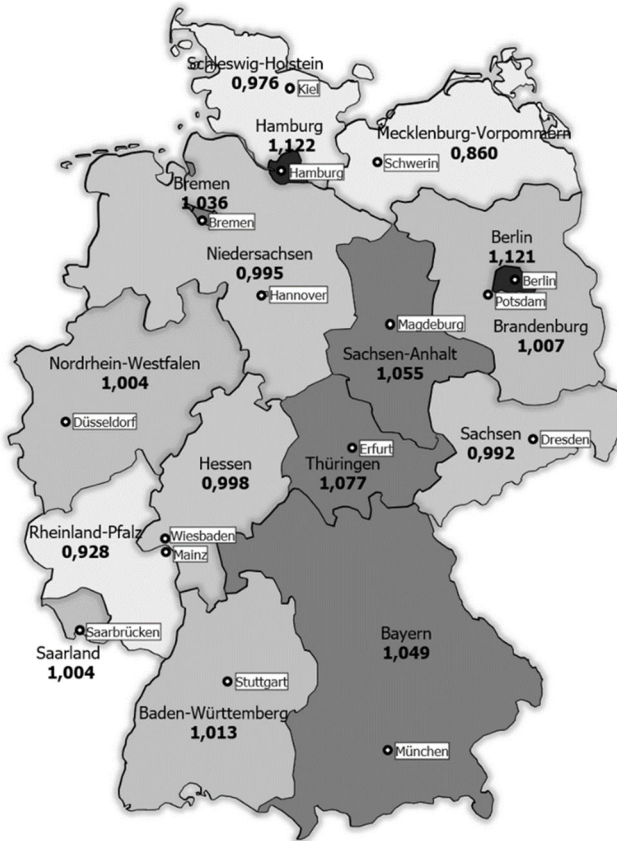 Schleswig-Holstein
0,976
Kiel
Hamburg
1,122
Hamburg
Mecklenburg-Vorpommern
0,860
Schwerin
Bremen
1,036
Bremen
Niedersachsen
0,995
Hannover
Berlin
1,121
Berlin
Potsdam
Brandenburg
1,007
Magdeburg
Sachsen-Anhalt
1,055
Nordrhein-Westfalen
1,004
Düsseldorf
Sachsen
0,992
Dresden
Hessen
0,998
Erfurt
Thüringen
1,077
Rheinland-Pfalz
0,928
Wiesbaden
Mainz
Saarbrücken
Saarland
1,004
Bayern
1,049
Stuttgart
Baden-Württemberg
1,013
München